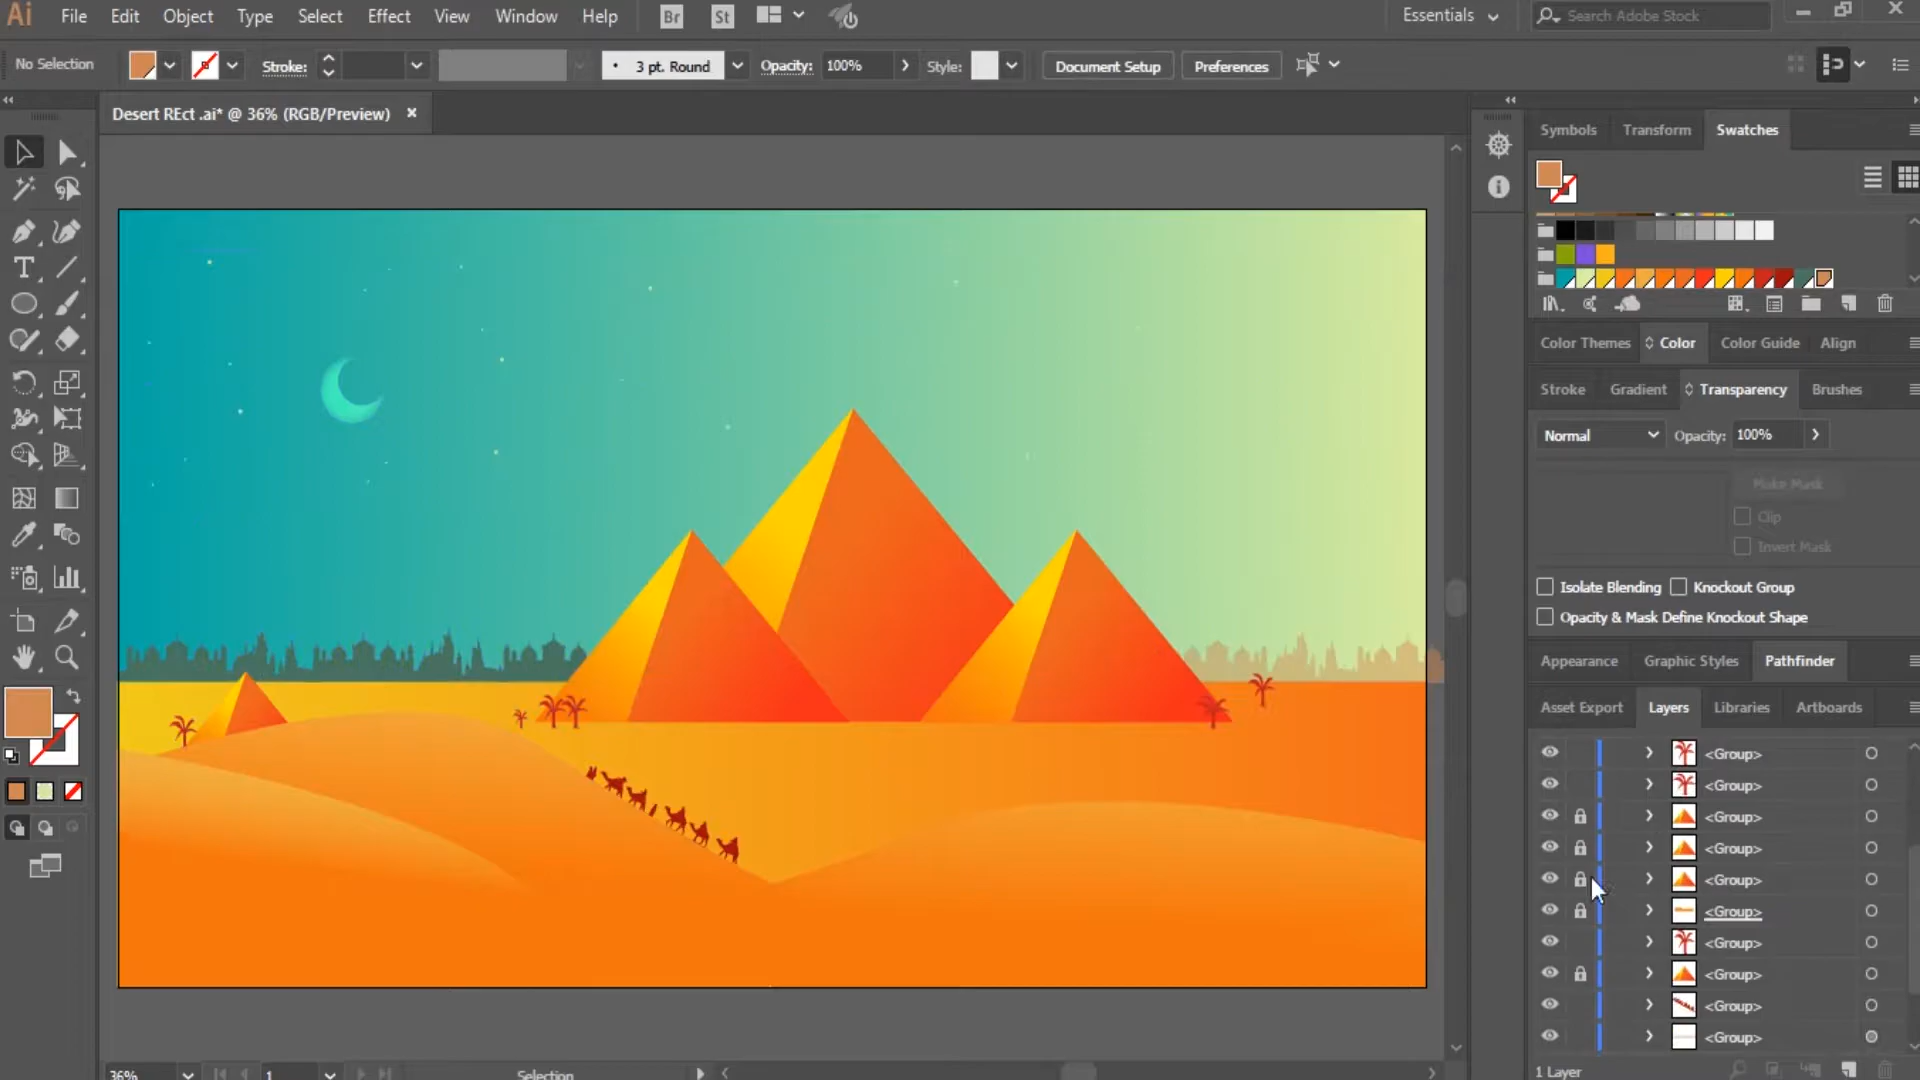 Ai File Edit Object Type Select Effect View Window Help Br St Essentials Search Adobe Stock
No Selection Stroke: 3 pt. Round Opacity: 100% Style: Document Setup Preferences
Desert REct .ai* @ 36% (RGB/Preview)
Symbols Transform Swatches
Color Themes Color Color Guide Align
Stroke Gradient Transparency Brushes
Normal Opacity: 100%
Make Mask
Clip
Invert Mask
Isolate Blending Knockout Group
Opacity & Mask Define Knockout Shape
Appearance Graphic Styles Pathfinder
Asset Export Layers Libraries Artboards
<Group>
<Group>
<Group>
<Group>
<Group>
<Group>
<Group>
<Group>
<Group>
<Group>
36% 1 Selection 1 Layer